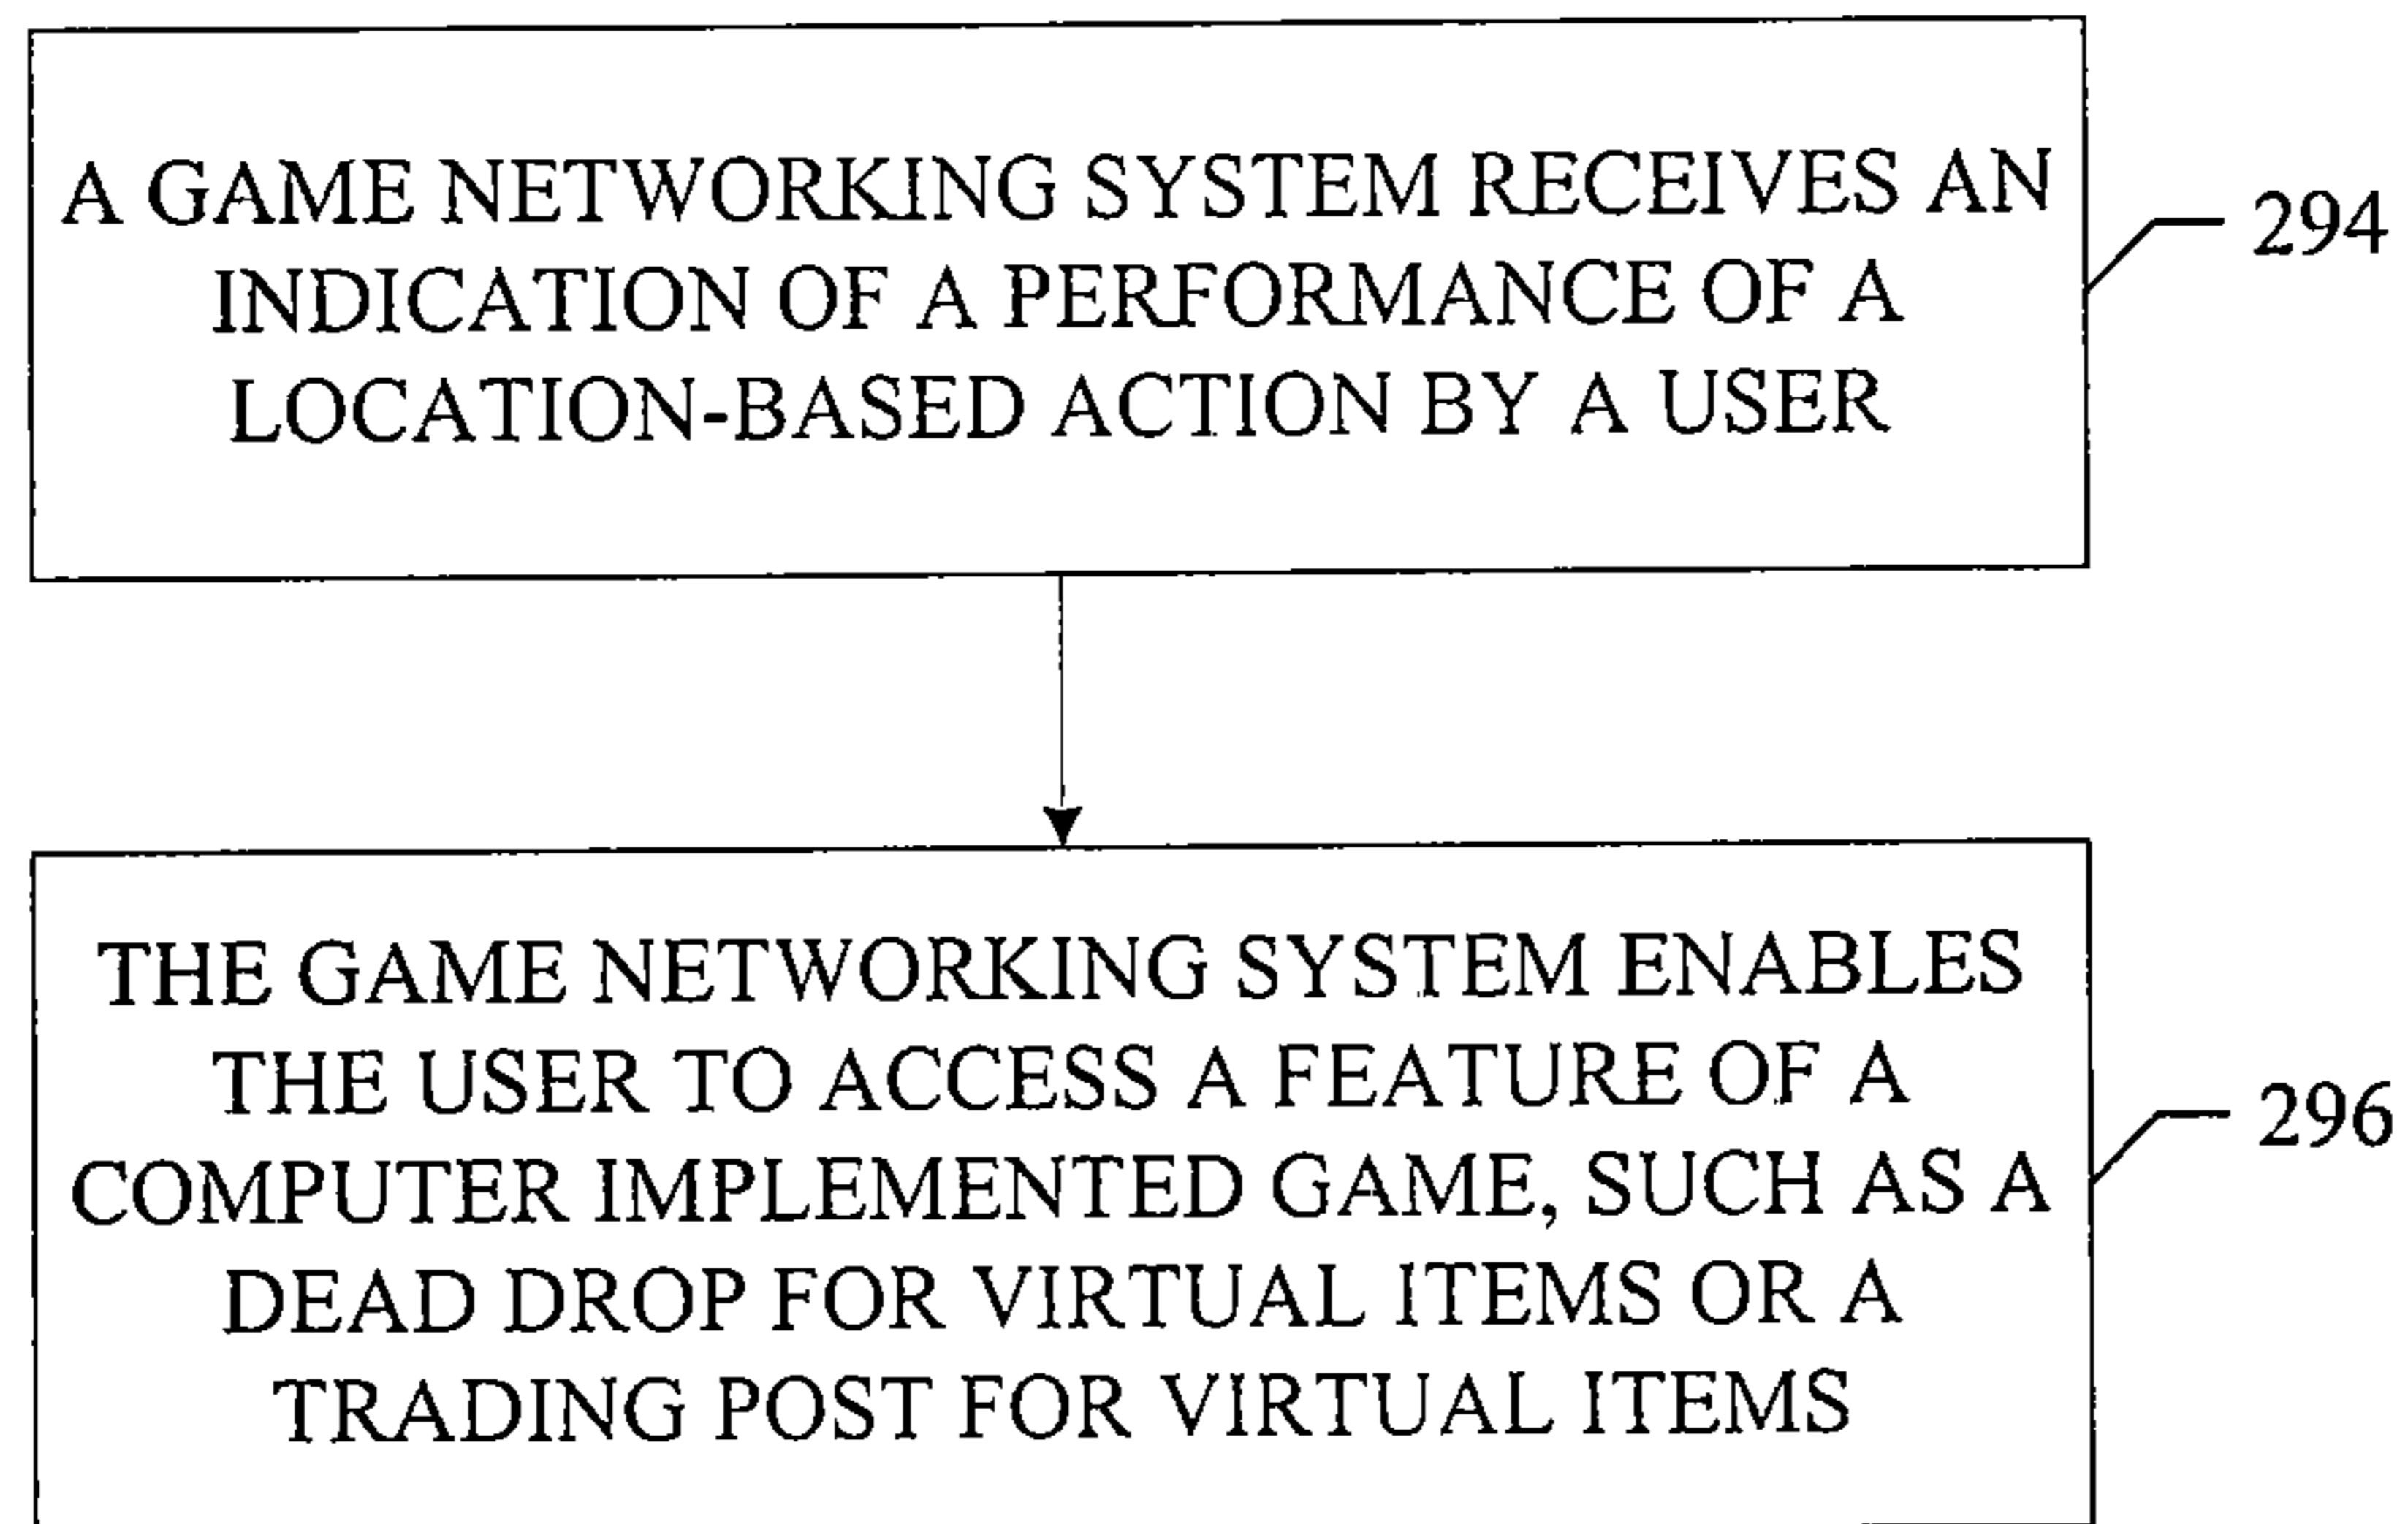 A GAME NETWORKING SYSTEM RECEIVES AN
INDICATION OF A PERFORMANCE OF A
LOCATION-BASED ACTION BY A USER
294
THE GAME NETWORKING SYSTEM ENABLES
THE USER TO ACCESS A FEATURE OF A
COMPUTER IMPLEMENTED GAME, SUCH AS A
DEAD DROP FOR VIRTUAL ITEMS OR A
TRADING POST FOR VIRTUAL ITEMS
296